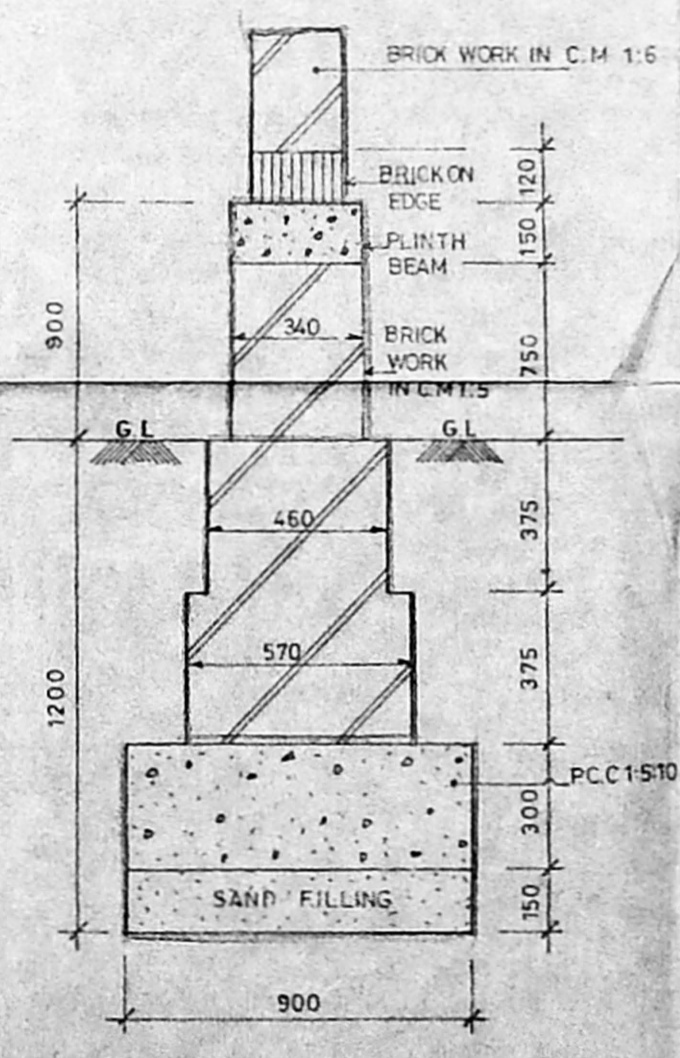 BRICK WORK IN C.M 1:6
120
BRICK ON
EDGE
150
PLINTH
BEAM
900
340
BRICK
WORK
IN C.M 1:5
750
G.L
G.L
460
375
570
375
1200
P.C.C 1:5:10
300
SAND FILLING
150
900